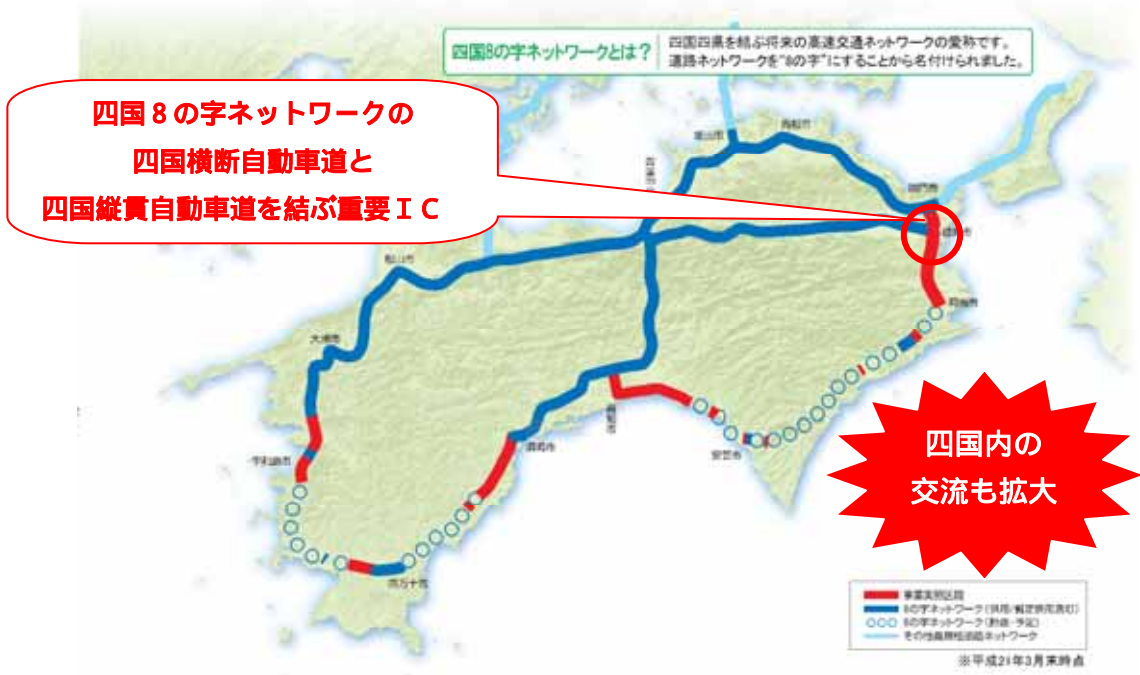 四国8の字ネットワークとは？
四国四県を結ぶ将来の高速交通ネットワークの愛称です。
道路ネットワークを"8の字"にすることから名付けられました。
四国８の字ネットワークの
四国横断自動車道と
四国縦貫自動車道を結ぶ重要ＩＣ
高松市
鳴門市
徳島市
松山市
阿南市
大洲市
高知市
須崎市
安芸市
宇和島市
四万十市
四国内の
交流も拡大
事業実施区間
8の字ネットワーク(供用/暫定供用含む)
8の字ネットワーク(計画・予定)
その他高規格道路ネットワーク
※平成21年3月末時点